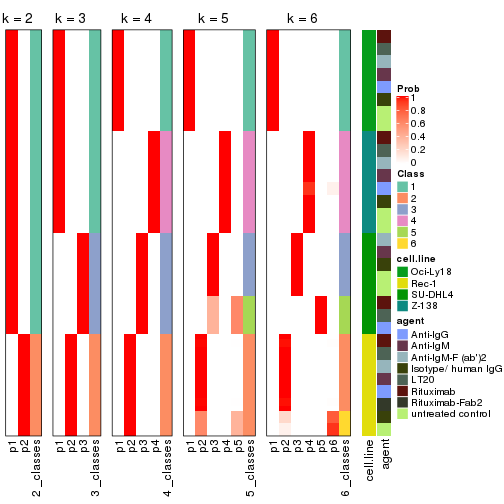 k = 2
k = 3
k = 4
k = 5
k = 6
Prob
1
0.8
0.6
0.4
0.2
0
Class
1
2
3
4
5
6
cell.line
Oci-Ly18
Rec-1
SU-DHL4
Z-138
agent
Anti-IgG
Anti-IgM
Anti-IgM-F (ab')2
Isotype/ human IgG
LT20
Rituximab
Rituximab-Fab2
untreated control
p1
p2
2_classes
p1
p2
p3
3_classes
p1
p2
p3
p4
4_classes
p1
p2
p3
p4
p5
5_classes
p1
p2
p3
p4
p5
p6
6_classes
cell.line
agent